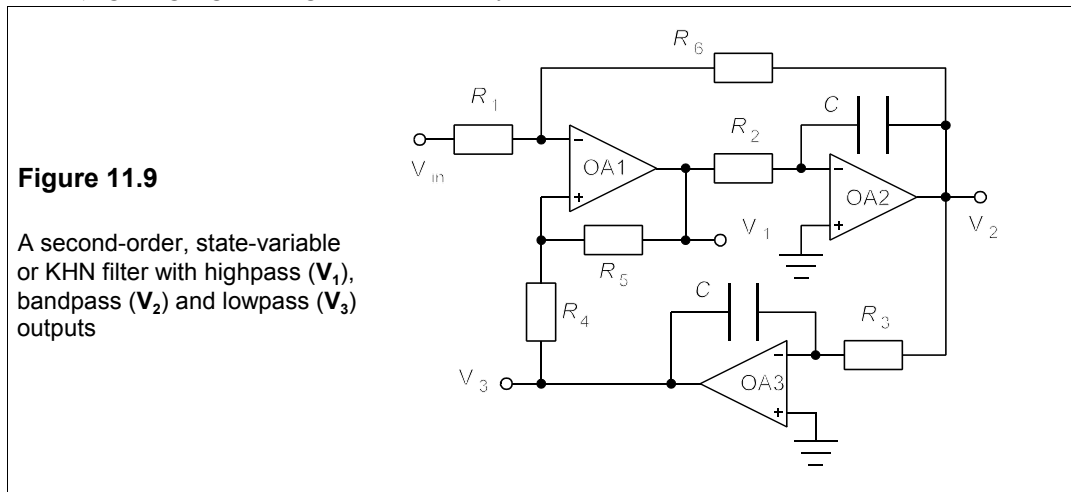 Figure 11.9
A second-order, state-variable
or KHN filter with highpass (V₁),
bandpass (V₂) and lowpass (V₃)
outputs
R₆
R₁
C
R₂
−
OA1
−
V_in
OA2
+
+
V₂
V₁
R₅
C
R₄
R₃
−
V₃
OA3
+